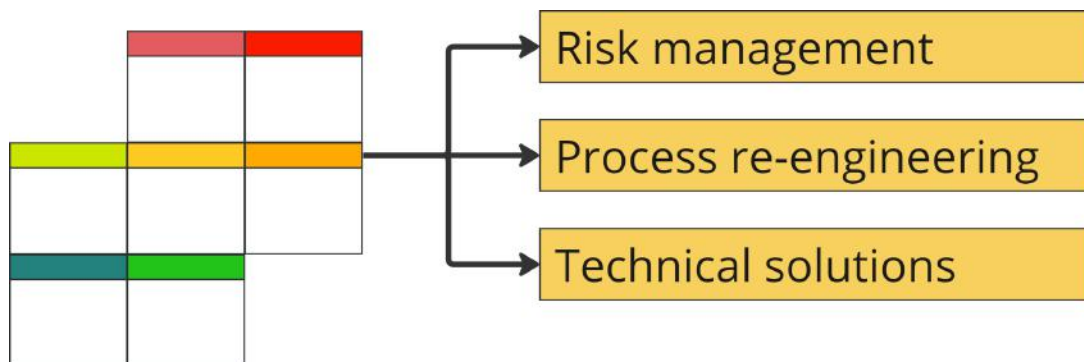 Risk management
Process re-engineering
Technical solutions